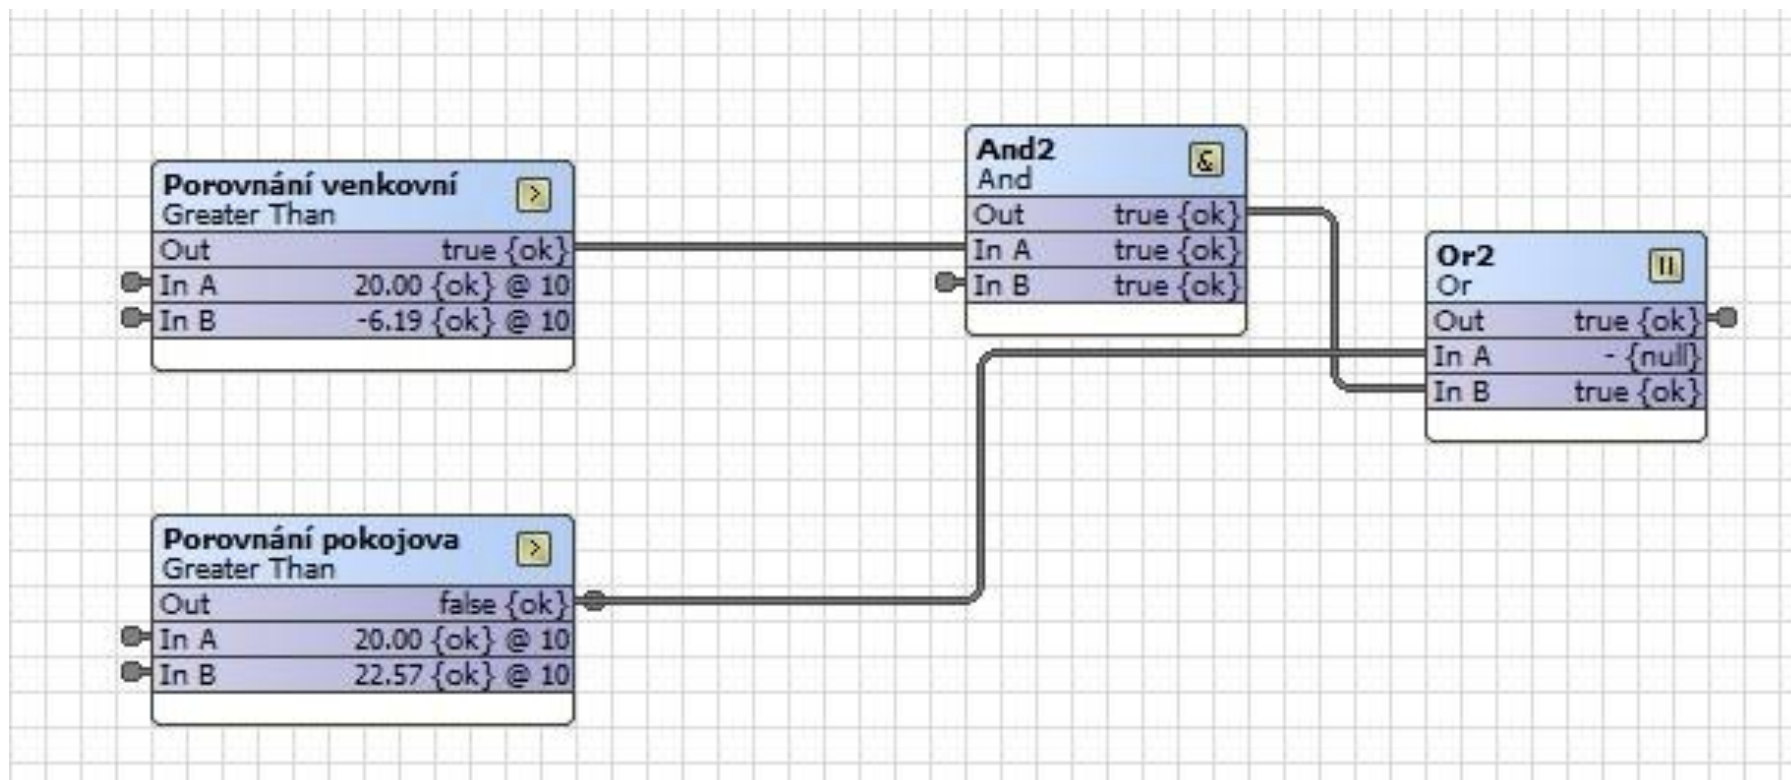 Porovnání venkovní >
Greater Than
Out true {ok}
In A 20.00 {ok} @ 10
In B -6.19 {ok} @ 10
And2 &
And
Out true {ok}
In A true {ok}
In B true {ok}
Or2 ||
Or
Out true {ok}
In A - {null}
In B true {ok}
Porovnání pokojova >
Greater Than
Out false {ok}
In A 20.00 {ok} @ 10
In B 22.57 {ok} @ 10